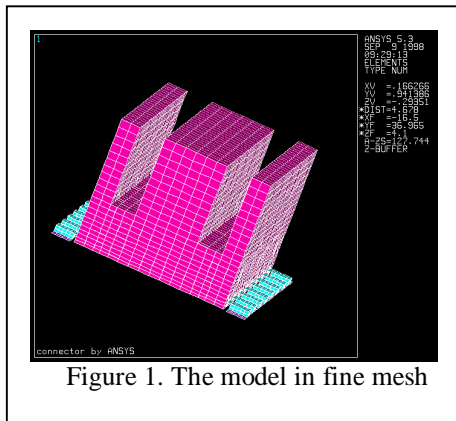 1
ANSYS 5.3
SEP 9 1998
09:29:13
ELEMENTS
TYPE NUM
XV =.166266
YV =.941386
ZV =-.29351
*DIST=4.678
*XF =-16.5
*YF =36.965
*ZF =4.1
A-ZS=127.744
Z-BUFFER
connector by ANSYS
Figure 1. The model in fine mesh